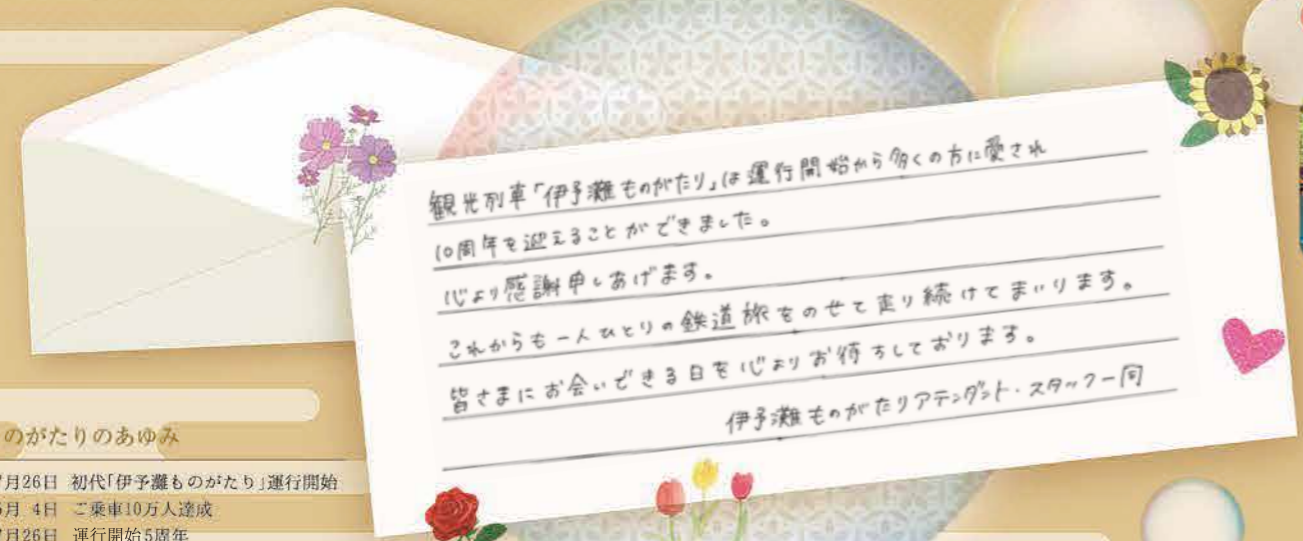 観光列車「伊予灘ものがたり」は運行開始から多くの方に愛され
10周年を迎えることができました。
心より感謝申しあげます。
これからも一人ひとりの鉄道旅をのせて走り続けてまいります。
皆さまにお会いできる日を心よりお待ちしております。
伊予灘ものがたりアテンダント・スタッフ一同
のがたりのあゆみ
月26日 初代「伊予灘ものがたり」運行開始
月 4日 ご乗車10万人達成
月26日 運行開始5周年